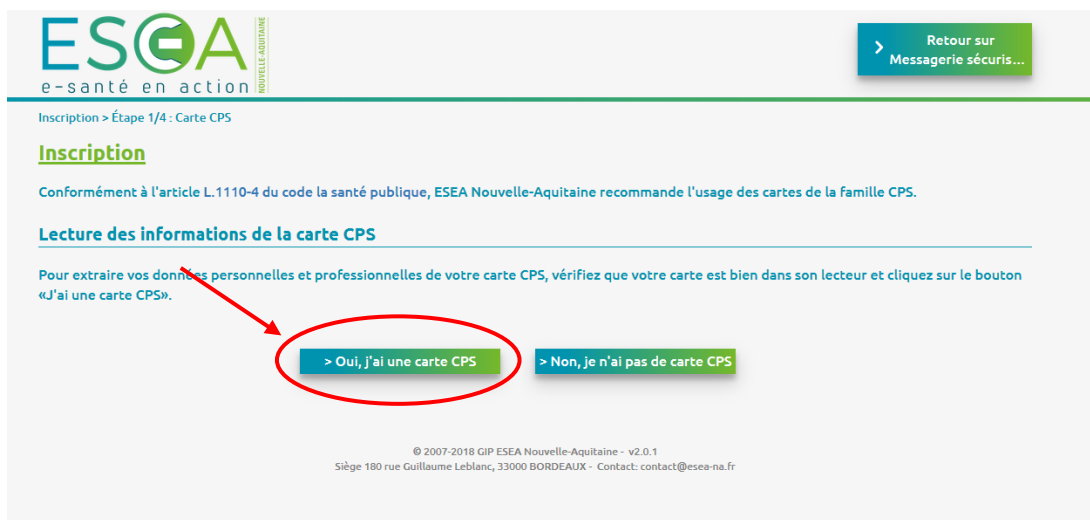 ESEA
NOUVELLE-AQUITAINE
e-santé en action
Retour sur
Messagerie sécuris...
Inscription > Étape 1/4 : Carte CPS
Inscription
Conformément à l'article L.1110-4 du code la santé publique, ESEA Nouvelle-Aquitaine recommande l'usage des cartes de la famille CPS.
Lecture des informations de la carte CPS
Pour extraire vos données personnelles et professionnelles de votre carte CPS, vérifiez que votre carte est bien dans son lecteur et cliquez sur le bouton
«J'ai une carte CPS».
> Oui, j'ai une carte CPS
> Non, je n'ai pas de carte CPS
© 2007-2018 GIP ESEA Nouvelle-Aquitaine - v2.0.1
Siège 180 rue Guillaume Leblanc, 33000 BORDEAUX - Contact: contact@esea-na.fr